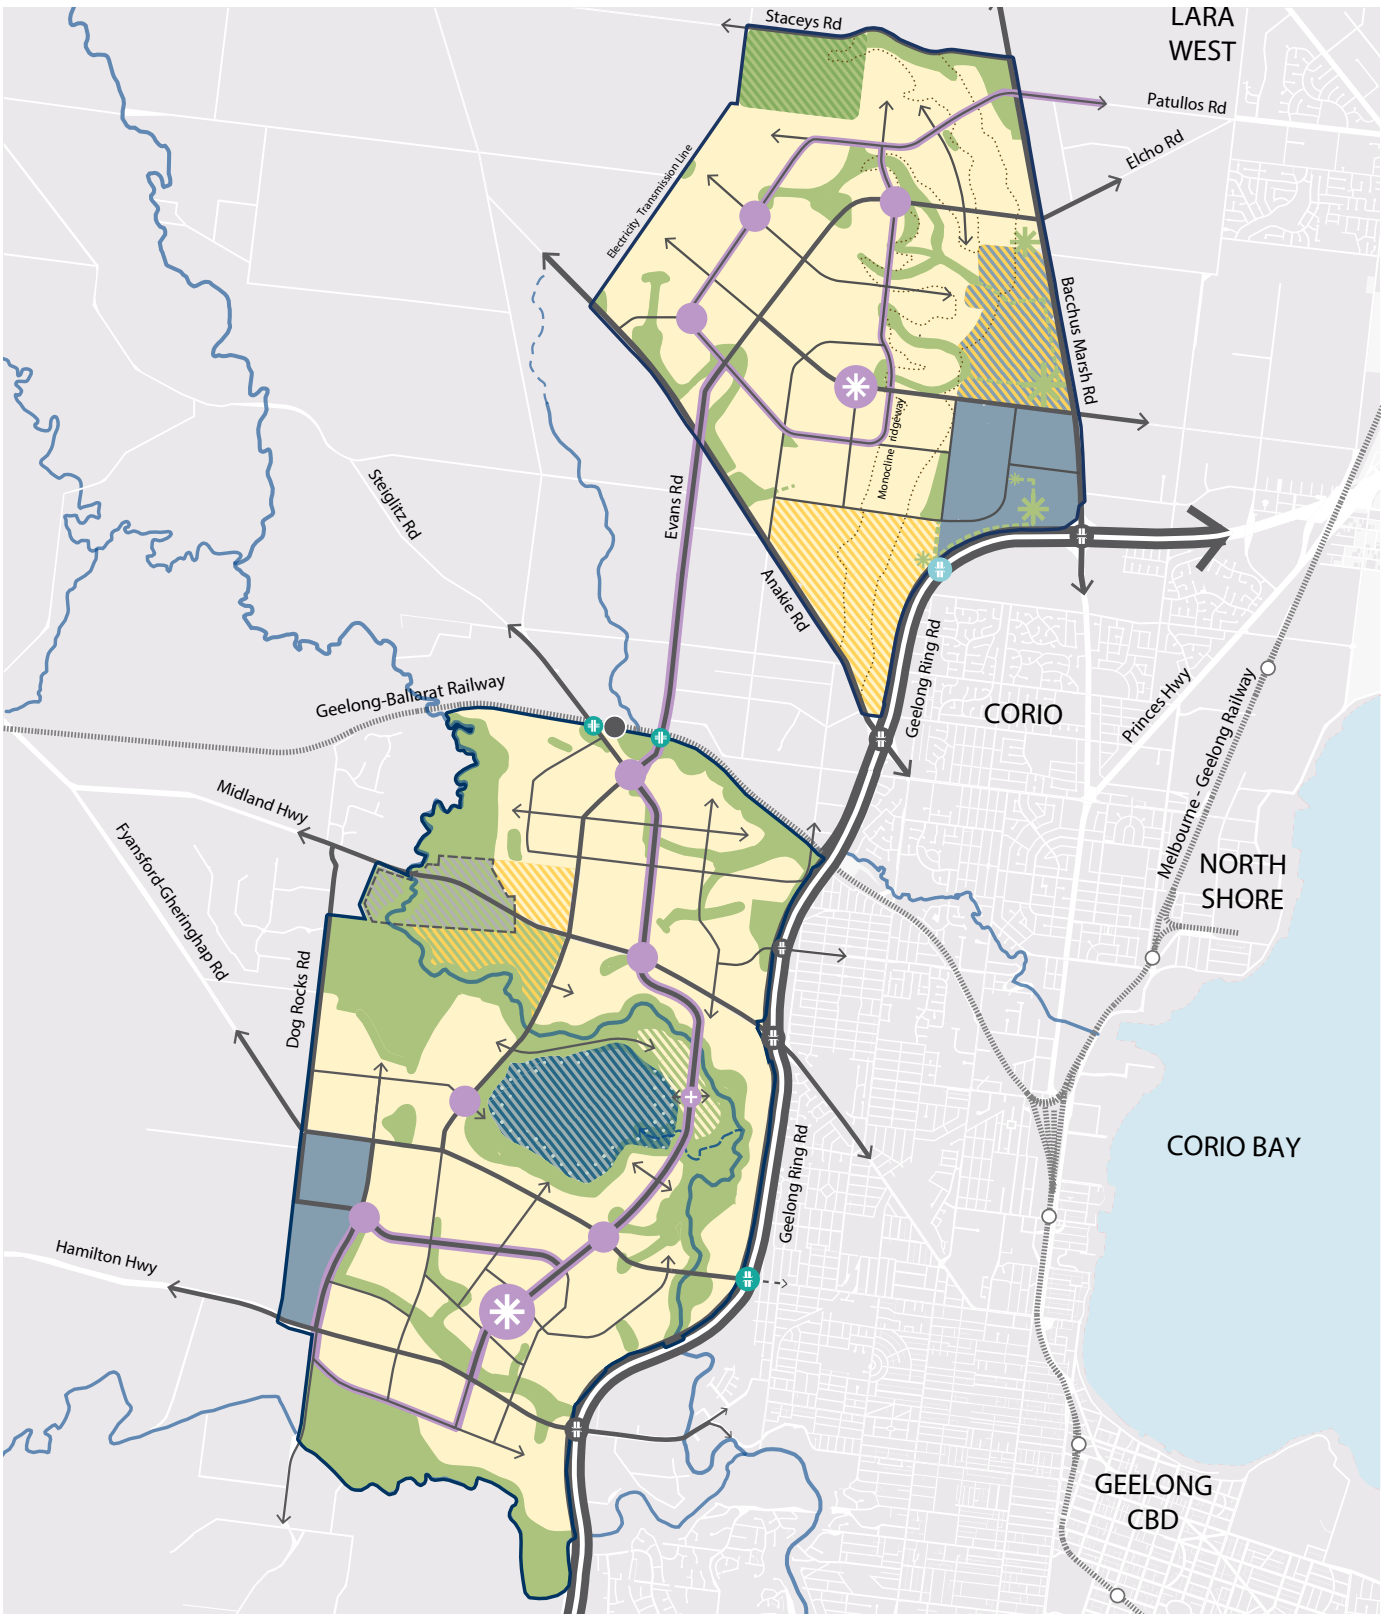 Staceys Rd
LARA
WEST
Patullos Rd
Elcho Rd
Electricity Transmission Line
Bacchus Marsh Rd
Monocline ridgeway
Steiglitz Rd
Evans Rd
Anakie Rd
Geelong Ring Rd
CORIO
Princes Hwy
Melbourne - Geelong Railway
Geelong-Ballarat Railway
Midland Hwy
Fyansford-Gheringhap Rd
NORTH
SHORE
Dog Rocks Rd
CORIO BAY
Geelong Ring Rd
Hamilton Hwy
GEELONG
CBD